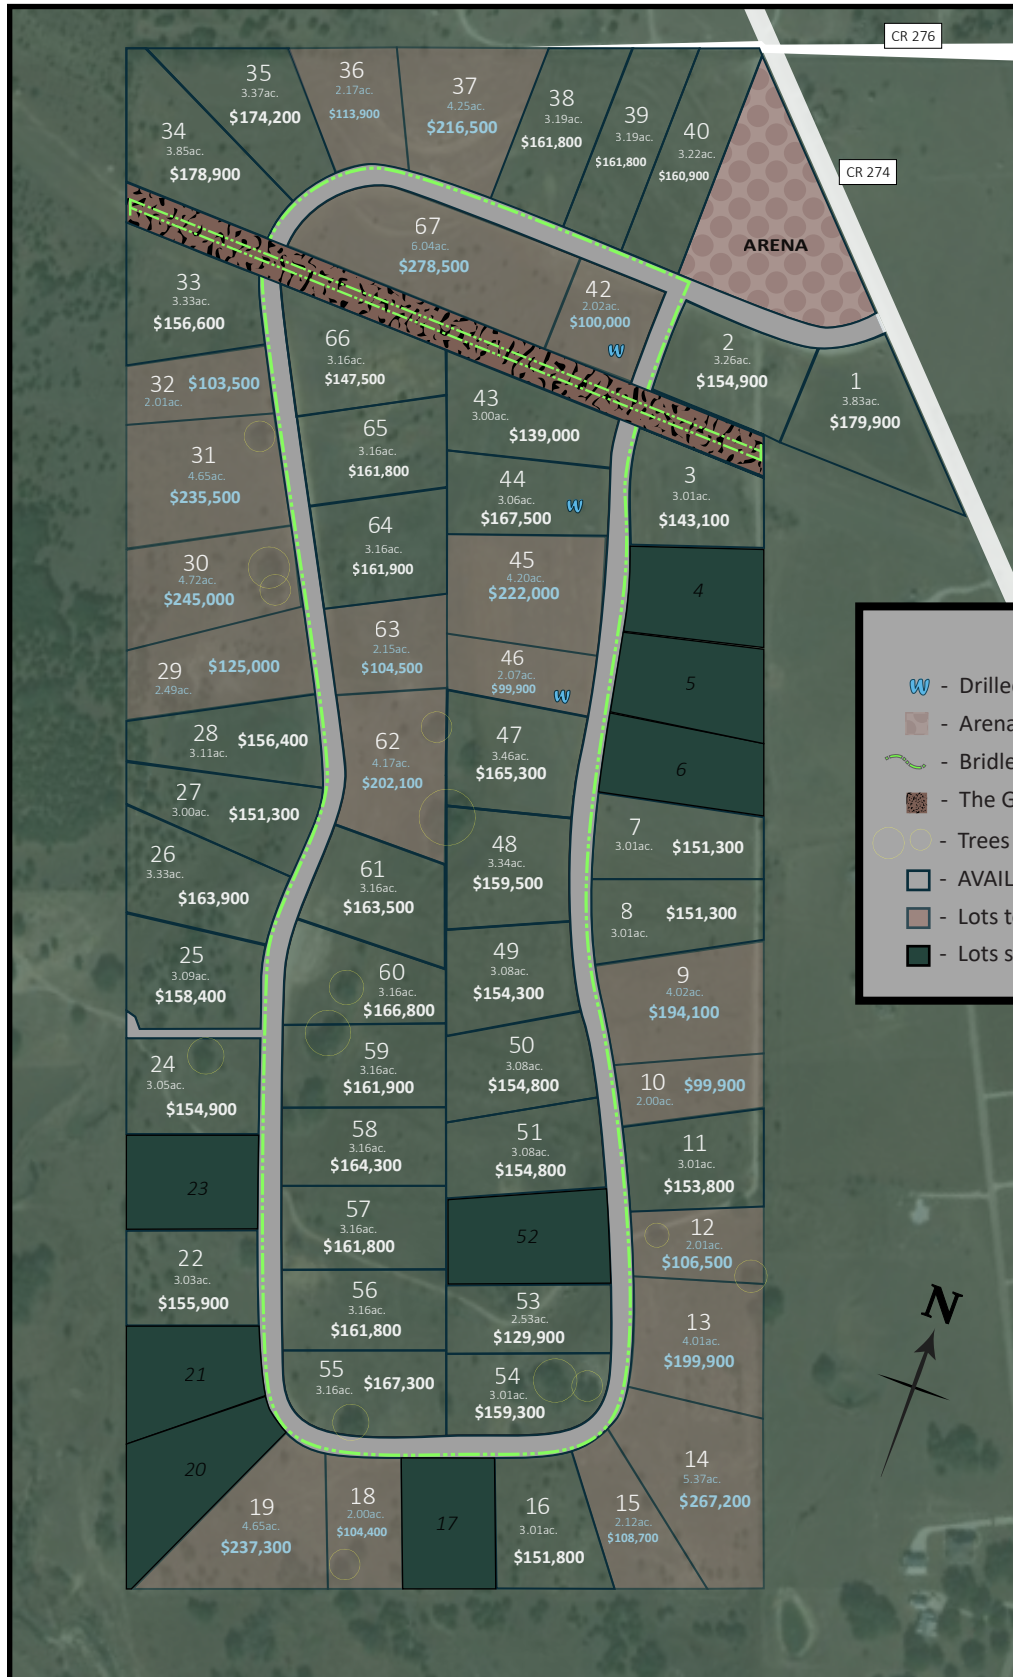 CR 276
CR 274
35
3.37ac.
$174,200
36
2.17ac.
$113,900
37
4.25ac.
$216,500
38
3.19ac.
$161,800
39
3.19ac.
$161,800
40
3.22ac.
$160,900
34
3.85ac.
$178,900
ARENA
67
6.04ac.
$278,500
42
2.02ac.
$100,000
W
33
3.33ac.
$156,600
66
3.16ac.
$147,500
2
3.26ac.
$154,900
1
3.83ac.
$179,900
32 $103,500
2.01ac.
43
3.00ac.
$139,000
65
3.16ac.
$161,800
31
4.65ac.
$235,500
44
3.06ac.
$167,500
W
3
3.01ac.
$143,100
64
3.16ac.
$161,900
30
4.72ac.
$245,000
45
4.20ac.
$222,000
4
63
2.15ac.
$104,500
46
2.07ac.
$99,900
W
29 $125,000
2.49ac.
5
28 $156,400
3.11ac.
62
4.17ac.
$202,100
47
3.46ac.
$165,300
6
27
3.00ac. $151,300
7
3.01ac. $151,300
26
3.33ac.
$163,900
61
3.16ac.
$163,500
48
3.34ac.
$159,500
8 $151,300
3.01ac.
25
3.09ac.
$158,400
60
3.16ac.
$166,800
49
3.08ac.
$154,300
9
4.02ac.
$194,100
24
3.05ac.
$154,900
59
3.16ac.
$161,900
50
3.08ac.
$154,800
10 $99,900
2.00ac.
58
3.16ac.
$164,300
51
3.08ac.
$154,800
11
3.01ac.
$153,800
23
57
3.16ac.
$161,800
52
12
2.01ac.
$106,500
22
3.03ac.
$155,900
56
3.16ac.
$161,800
53
2.53ac.
$129,900
13
4.01ac.
$199,900
21
55 $167,300
3.16ac.
54
3.01ac.
$159,300
20
19
4.65ac.
$237,300
18
2.00ac.
$104,400
17
16
3.01ac.
$151,800
15
2.12ac.
$108,700
14
5.37ac.
$267,200
W - Drille
- Arena
- Bridle
- The G
- Trees
- AVAIL
- Lots t
- Lots s
N